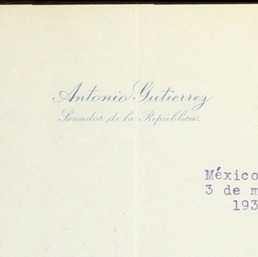 Antonio Gutierrez
Senador de la República.
México
3 de m
193